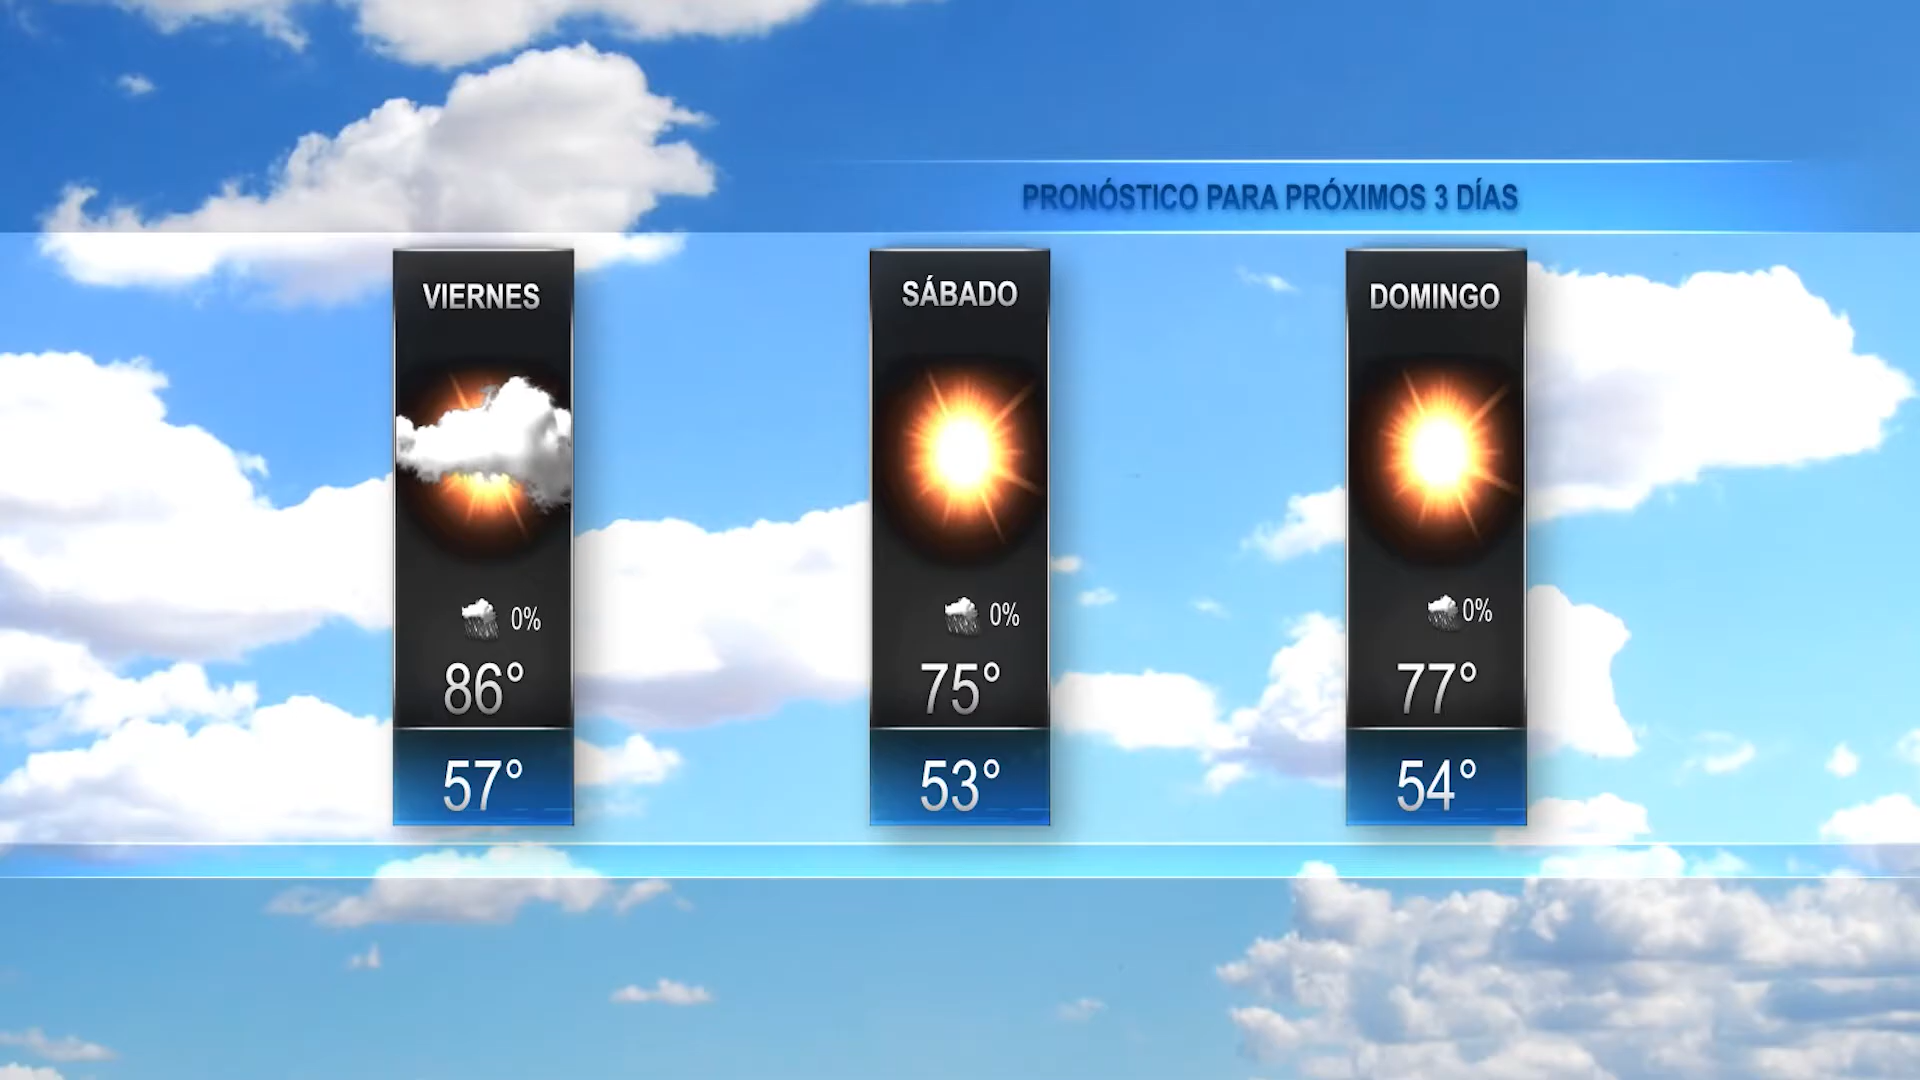 PRONÓSTICO PARA PRÓXIMOS 3 DÍAS
VIERNES
0%
86°
57°
SÁBADO
0%
75°
53°
DOMINGO
0%
77°
54°